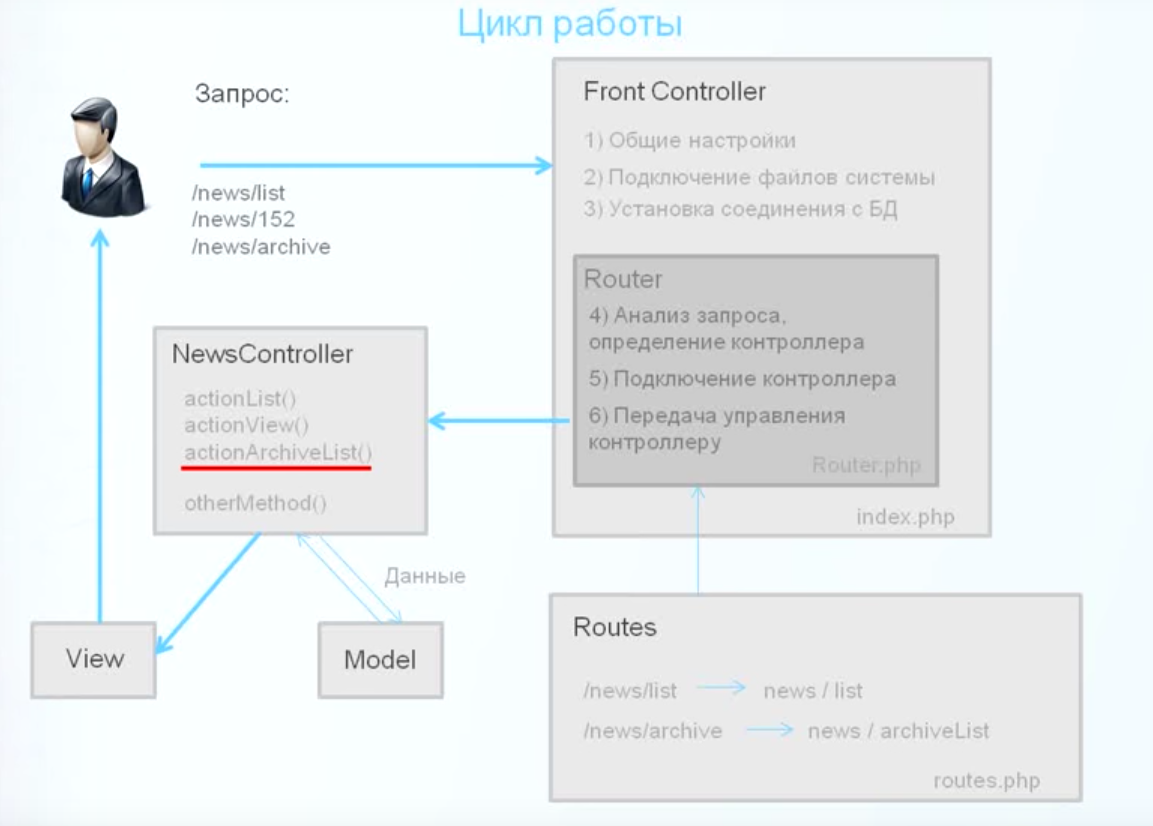 Цикл работы
Запрос:
/news/list
/news/152
/news/archive
Front Controller
1) Общие настройки
2) Подключение файлов системы
3) Установка соединения с БД
Router
4) Анализ запроса,
определение контроллера
5) Подключение контроллера
6) Передача управления
контроллеру
Router.php
index.php
NewsController
actionList()
actionView()
actionArchiveList()
otherMethod()
Данные
View
Model
Routes
/news/list news / list
/news/archive news / archiveList
routes.php